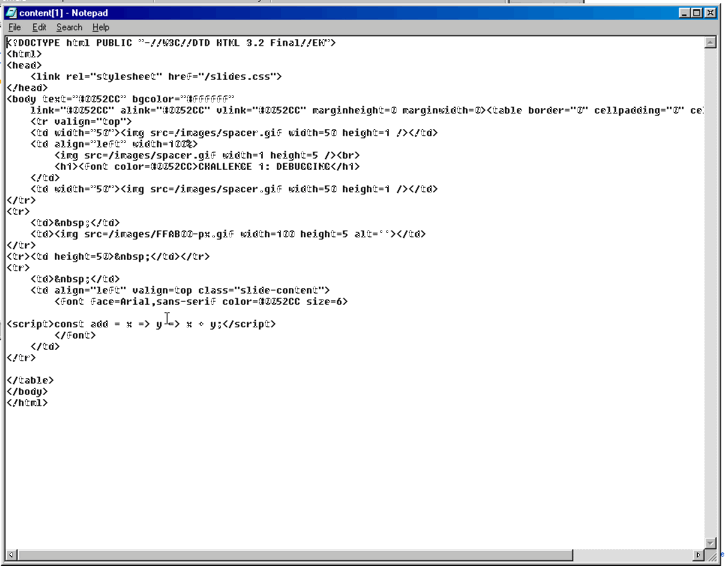 content[1] - Notepad
File Edit Search Help
<!DOCTYPE html PUBLIC "-//W3C//DTD HTML 3.2 Final//EN">
<html>
<head>
<link rel="stylesheet" href="/slides.css">
</head>
<body text="#0052CC" bgcolor="#ffffff"
link="#0052CC" alink="#0052CC" vlink="#0052CC" marginheight=0 marginwidth=0><table border="0" cellpadding="0" cel
<tr valign="top">
<td width="50"><img src=/images/spacer.gif width=50 height=1 /></td>
<td align="left" width=100%>
<img src=/images/spacer.gif width=1 height=5 /><br>
<h1><font color=#0052CC>CHALLENGE 1: DEBUGGING</h1>
</td>
<td width="50"><img src=/images/spacer.gif width=50 height=1 /></td>
</tr>
<tr>
<td>&nbsp;</td>
<td><img src=/images/FFAB00-px.gif width=100 height=5 alt=''></td>
</tr>
<tr><td height=50>&nbsp;</td></tr>
<tr>
<td>&nbsp;</td>
<td align="left" valign=top class="slide-content">
<font face=Arial,sans-serif color=#0052CC size=6>
<script>const add = x => y => x + y;</script>
</font>
</td>
</tr>
</table>
</body>
</html>